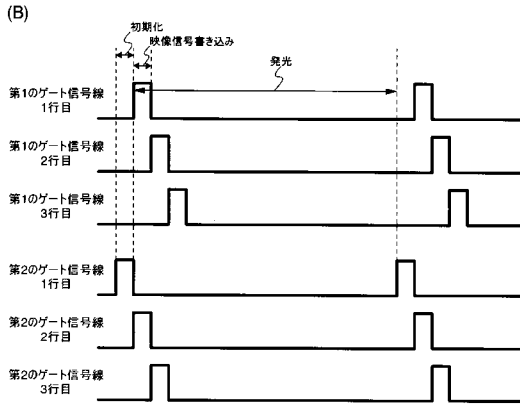 (B)
初期化
映像信号書き込み
発光
第1のゲート信号線
1行目
第1のゲート信号線
2行目
第1のゲート信号線
3行目
第2のゲート信号線
1行目
第2のゲート信号線
2行目
第2のゲート信号線
3行目